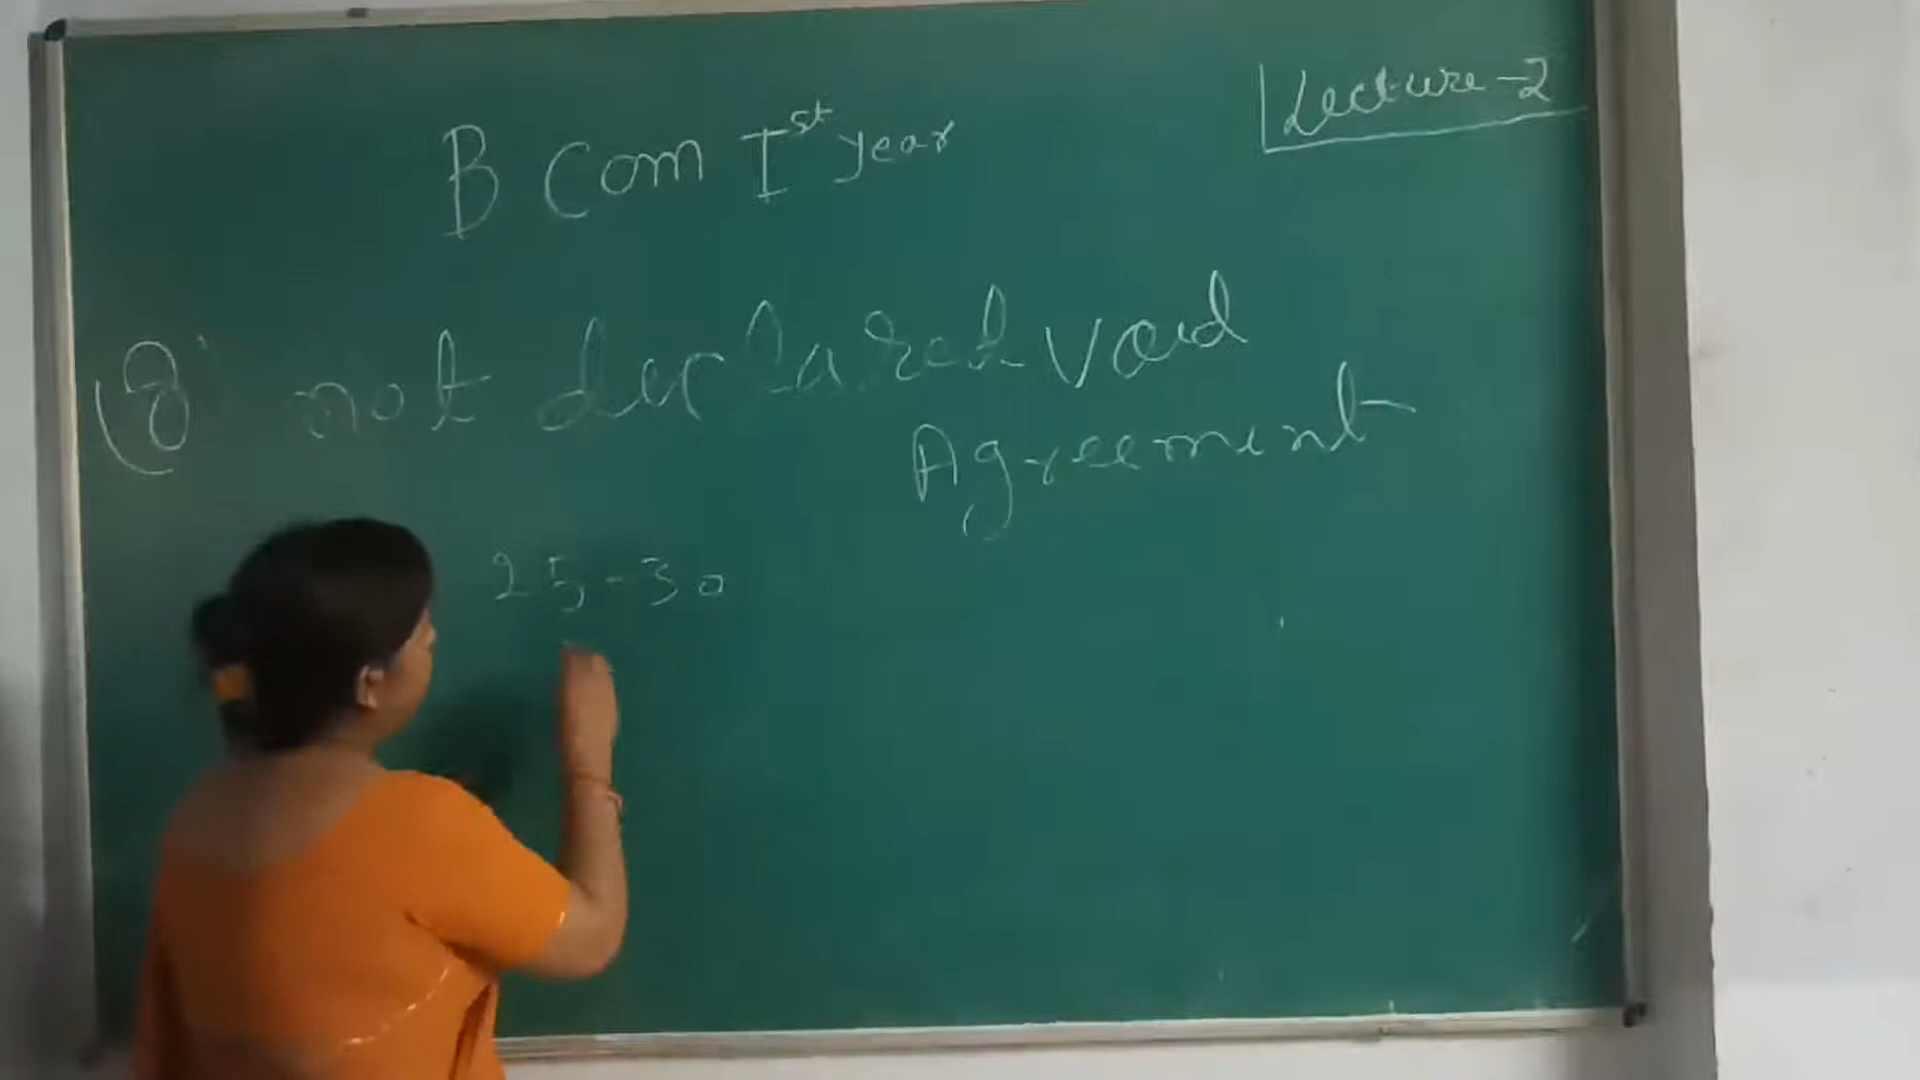 Lecture-2
B Com Ist year
(8) not declared void
Agreement
25-30